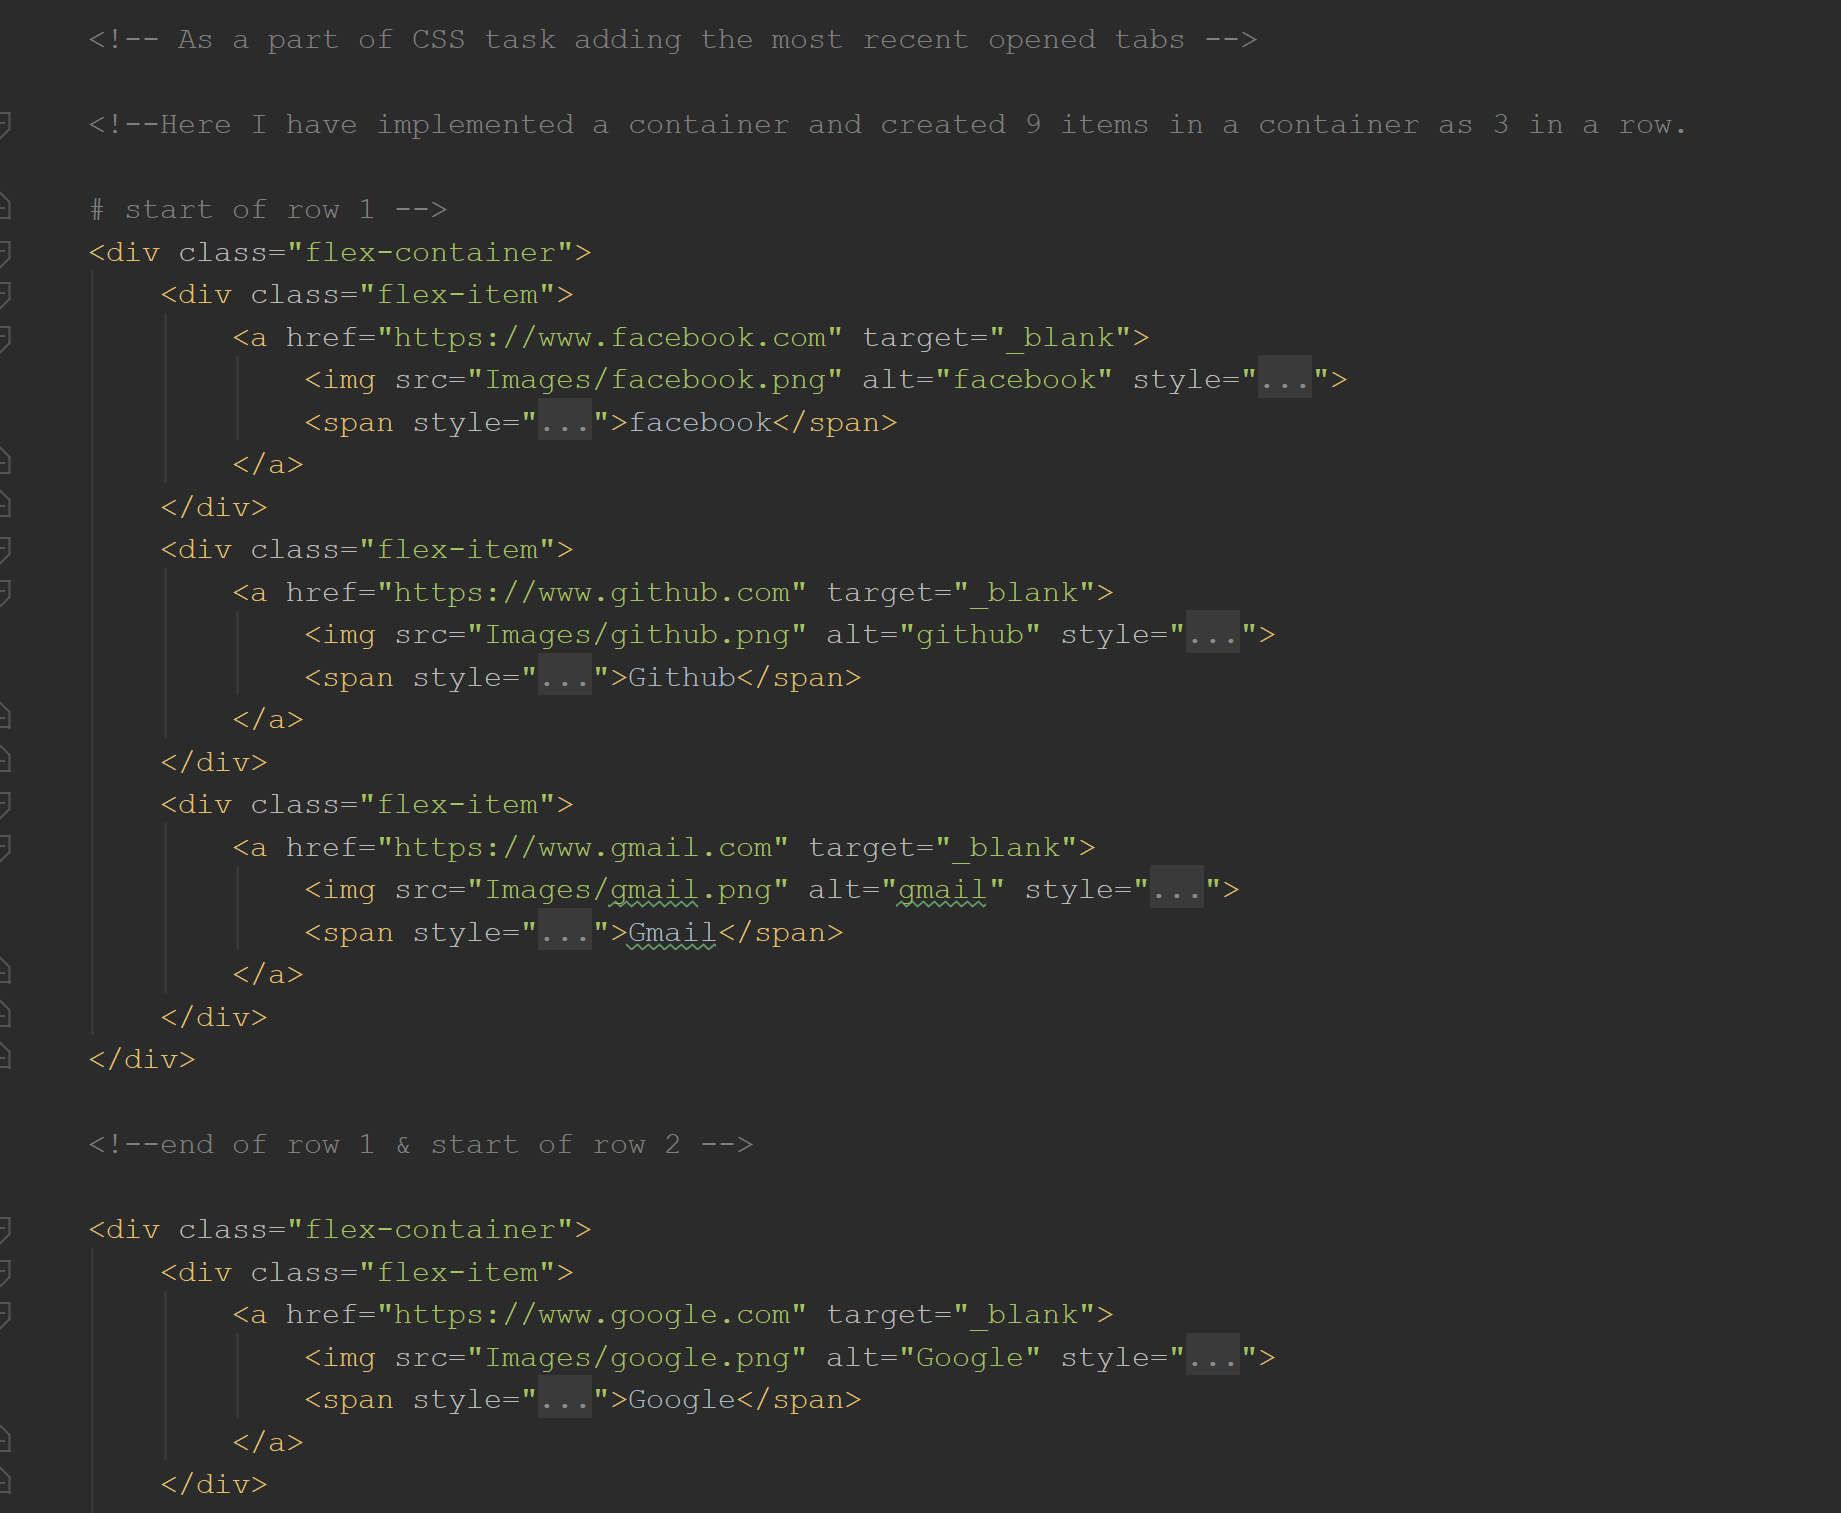 <!-- As a part of CSS task adding the most recent opened tabs -->
<!--Here I have implemented a container and created 9 items in a container as 3 in a row.
# start of row 1 -->
<div class="flex-container">
<div class="flex-item">
<a href="https://www.facebook.com" target="_blank">
<img src="Images/facebook.png" alt="facebook" style="...">
<span style="...">facebook</span>
</a>
</div>
<div class="flex-item">
<a href="https://www.github.com" target="_blank">
<img src="Images/github.png" alt="github" style="...">
<span style="...">Github</span>
</a>
</div>
<div class="flex-item">
<a href="https://www.gmail.com" target="_blank">
<img src="Images/gmail.png" alt="gmail" style="...">
<span style="...">Gmail</span>
</a>
</div>
</div>
<!--end of row 1 & start of row 2 -->
<div class="flex-container">
<div class="flex-item">
<a href="https://www.google.com" target="_blank">
<img src="Images/google.png" alt="Google" style="...">
<span style="...">Google</span>
</a>
</div>